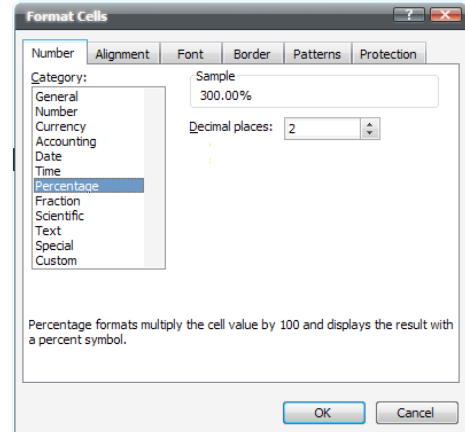 Format Cells
Number Alignment Font Border Patterns Protection
Category:
General
Number
Currency
Accounting
Date
Time
Percentage
Fraction
Scientific
Text
Special
Custom
Sample
300.00%
Decimal places: 2
Percentage formats multiply the cell value by 100 and displays the result with
a percent symbol.
OK Cancel